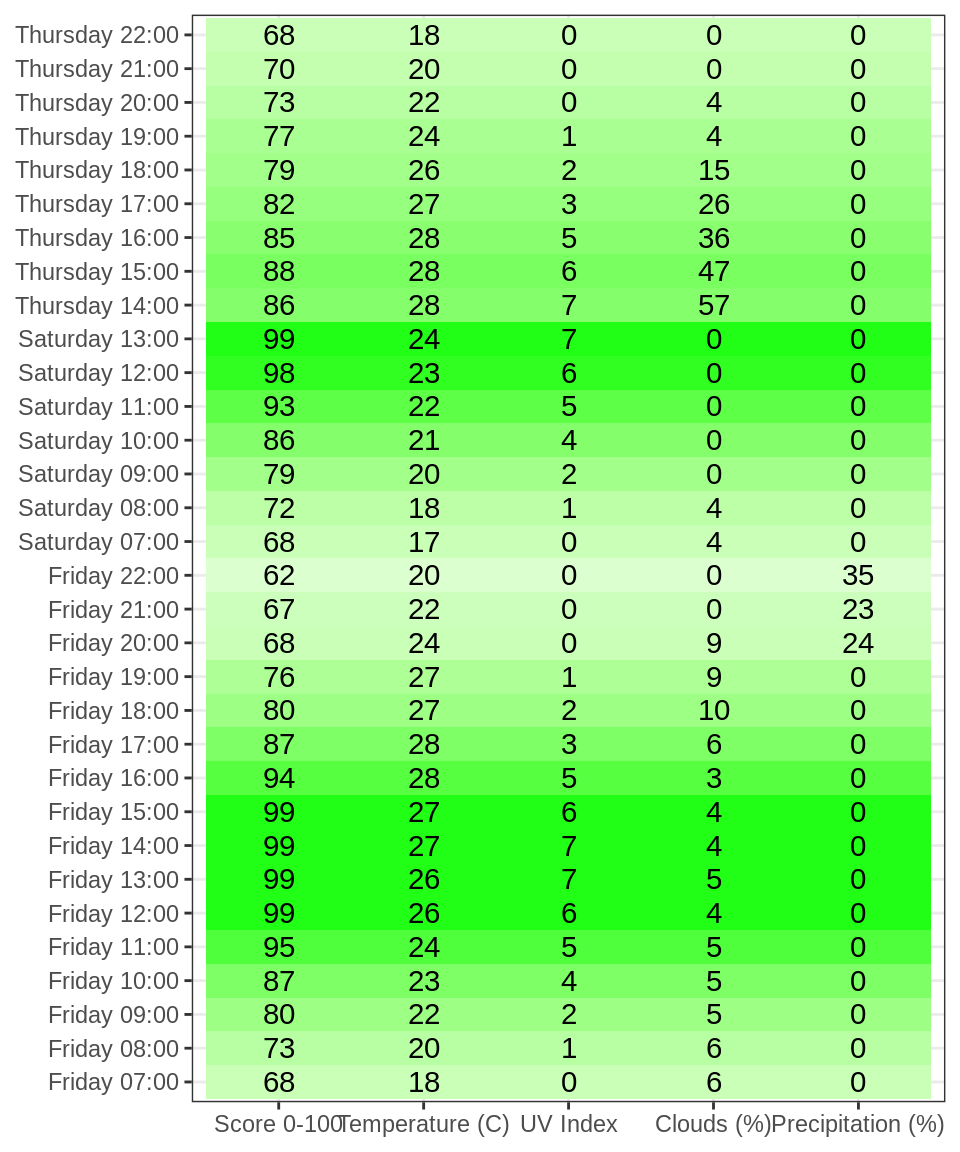 Thursday 22:00 68 18 0 0 0
Thursday 21:00 70 20 0 0 0
Thursday 20:00 73 22 0 4 0
Thursday 19:00 77 24 1 4 0
Thursday 18:00 79 26 2 15 0
Thursday 17:00 82 27 3 26 0
Thursday 16:00 85 28 5 36 0
Thursday 15:00 88 28 6 47 0
Thursday 14:00 86 28 7 57 0
Saturday 13:00 99 24 7 0 0
Saturday 12:00 98 23 6 0 0
Saturday 11:00 93 22 5 0 0
Saturday 10:00 86 21 4 0 0
Saturday 09:00 79 20 2 0 0
Saturday 08:00 72 18 1 4 0
Saturday 07:00 68 17 0 4 0
Friday 22:00 62 20 0 0 35
Friday 21:00 67 22 0 0 23
Friday 20:00 68 24 0 9 24
Friday 19:00 76 27 1 9 0
Friday 18:00 80 27 2 10 0
Friday 17:00 87 28 3 6 0
Friday 16:00 94 28 5 3 0
Friday 15:00 99 27 6 4 0
Friday 14:00 99 27 7 4 0
Friday 13:00 99 26 7 5 0
Friday 12:00 99 26 6 4 0
Friday 11:00 95 24 5 5 0
Friday 10:00 87 23 4 5 0
Friday 09:00 80 22 2 5 0
Friday 08:00 73 20 1 6 0
Friday 07:00 68 18 0 6 0
Score 0-100 Temperature (C) UV Index Clouds (%) Precipitation (%)